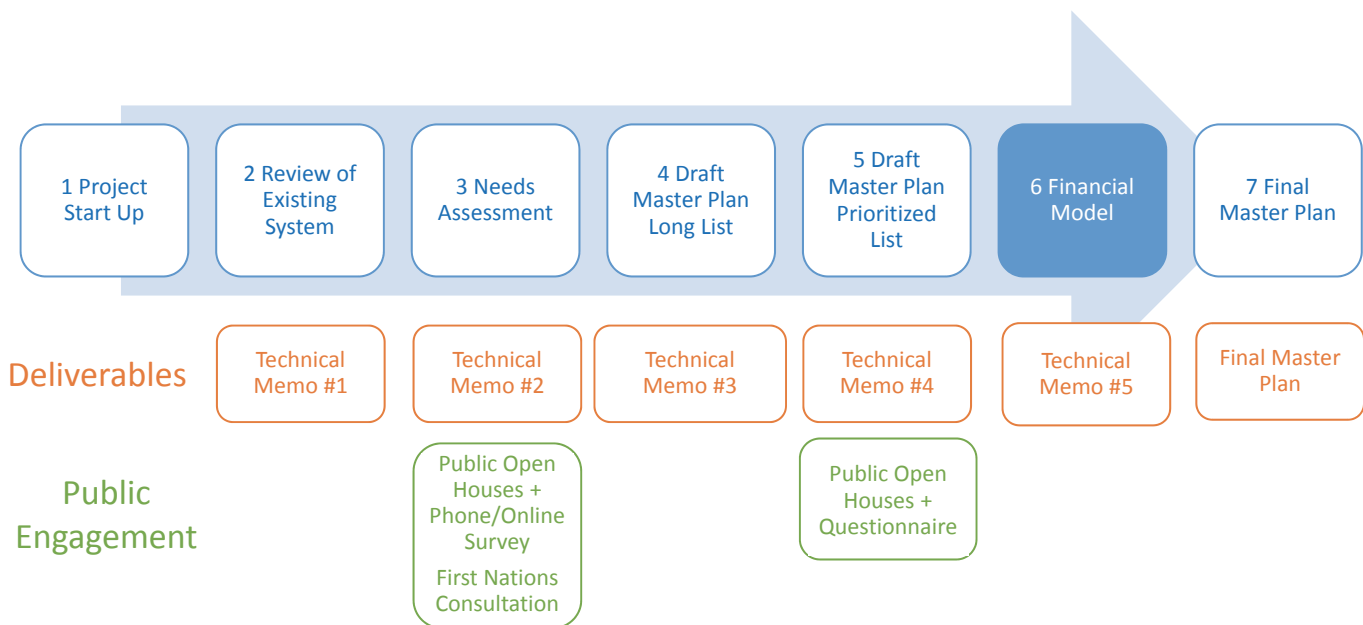 1 Project
Start Up
2 Review of
Existing
System
3 Needs
Assessment
4 Draft
Master Plan
Long List
5 Draft
Master Plan
Prioritized
List
6 Financial
Model
7 Final
Master Plan
Deliverables
Technical
Memo #1
Technical
Memo #2
Technical
Memo #3
Technical
Memo #4
Technical
Memo #5
Final Master
Plan
Public
Engagement
Public Open
Houses +
Phone/Online
Survey
First Nations
Consultation
Public Open
Houses +
Questionnaire